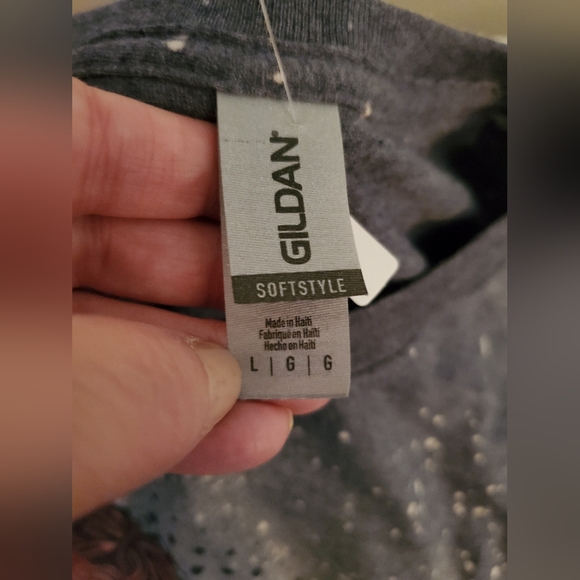 GILDAN®
SOFTSTYLE
Made in Haiti
Fabriqué en Haïti
Hecho en Haití
L | G | G